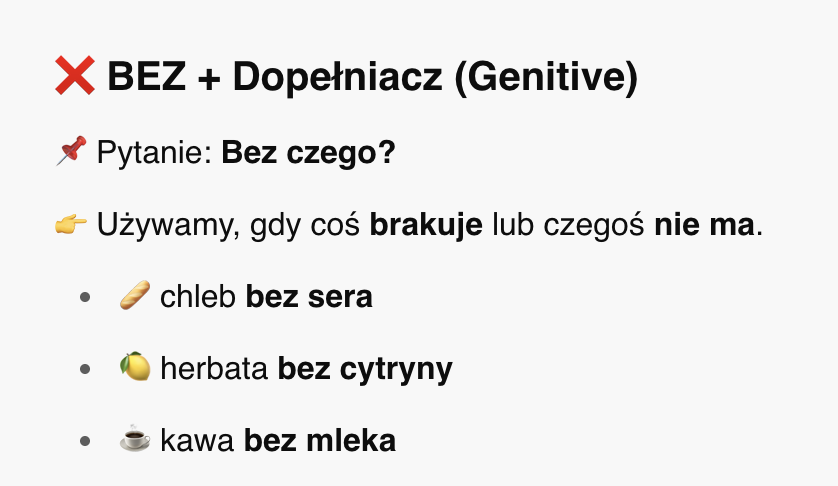 ❌ BEZ + Dopełniacz (Genitive)
📌 Pytanie: Bez czego?
👉 Używamy, gdy coś brakuje lub czegoś nie ma.
• 🥖 chleb bez sera
• 🍋 herbata bez cytryny
• ☕ kawa bez mleka